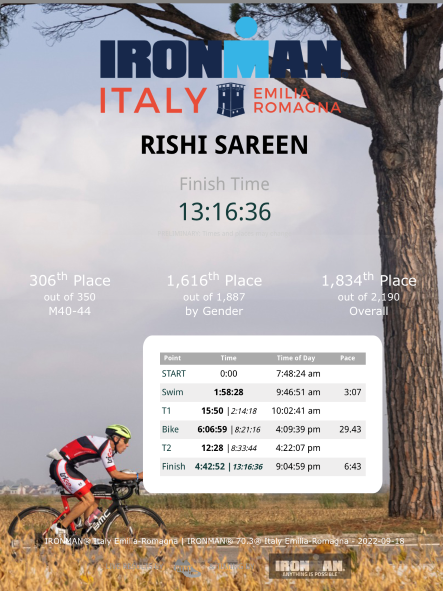 IRONMAN
ITALY EMILIA ROMAGNA
RISHI SAREEN
Finish Time
13:16:36
306th Place
out of 350
M40-44
1,616th Place
out of 1,887
by Gender
1,834th Place
out of 2,190
Overall
Point Time Time of Day Pace
START 0:00 7:48:24 am
Swim 1:58:28 9:46:51 am 3:07
T1 15:50 | 2:14:18 10:02:41 am
Bike 6:06:59 | 8:21:16 4:09:39 pm 29.43
T2 12:28 | 8:33:44 4:22:07 pm
Finish 4:42:52 | 13:16:36 9:04:59 pm 6:43
IRONMAN® Italy Emilia-Romagna | IRONMAN® 70.3® Italy Emilia-Romagna - 2022-09-18
IRONMAN
ANYTHING IS POSSIBLE